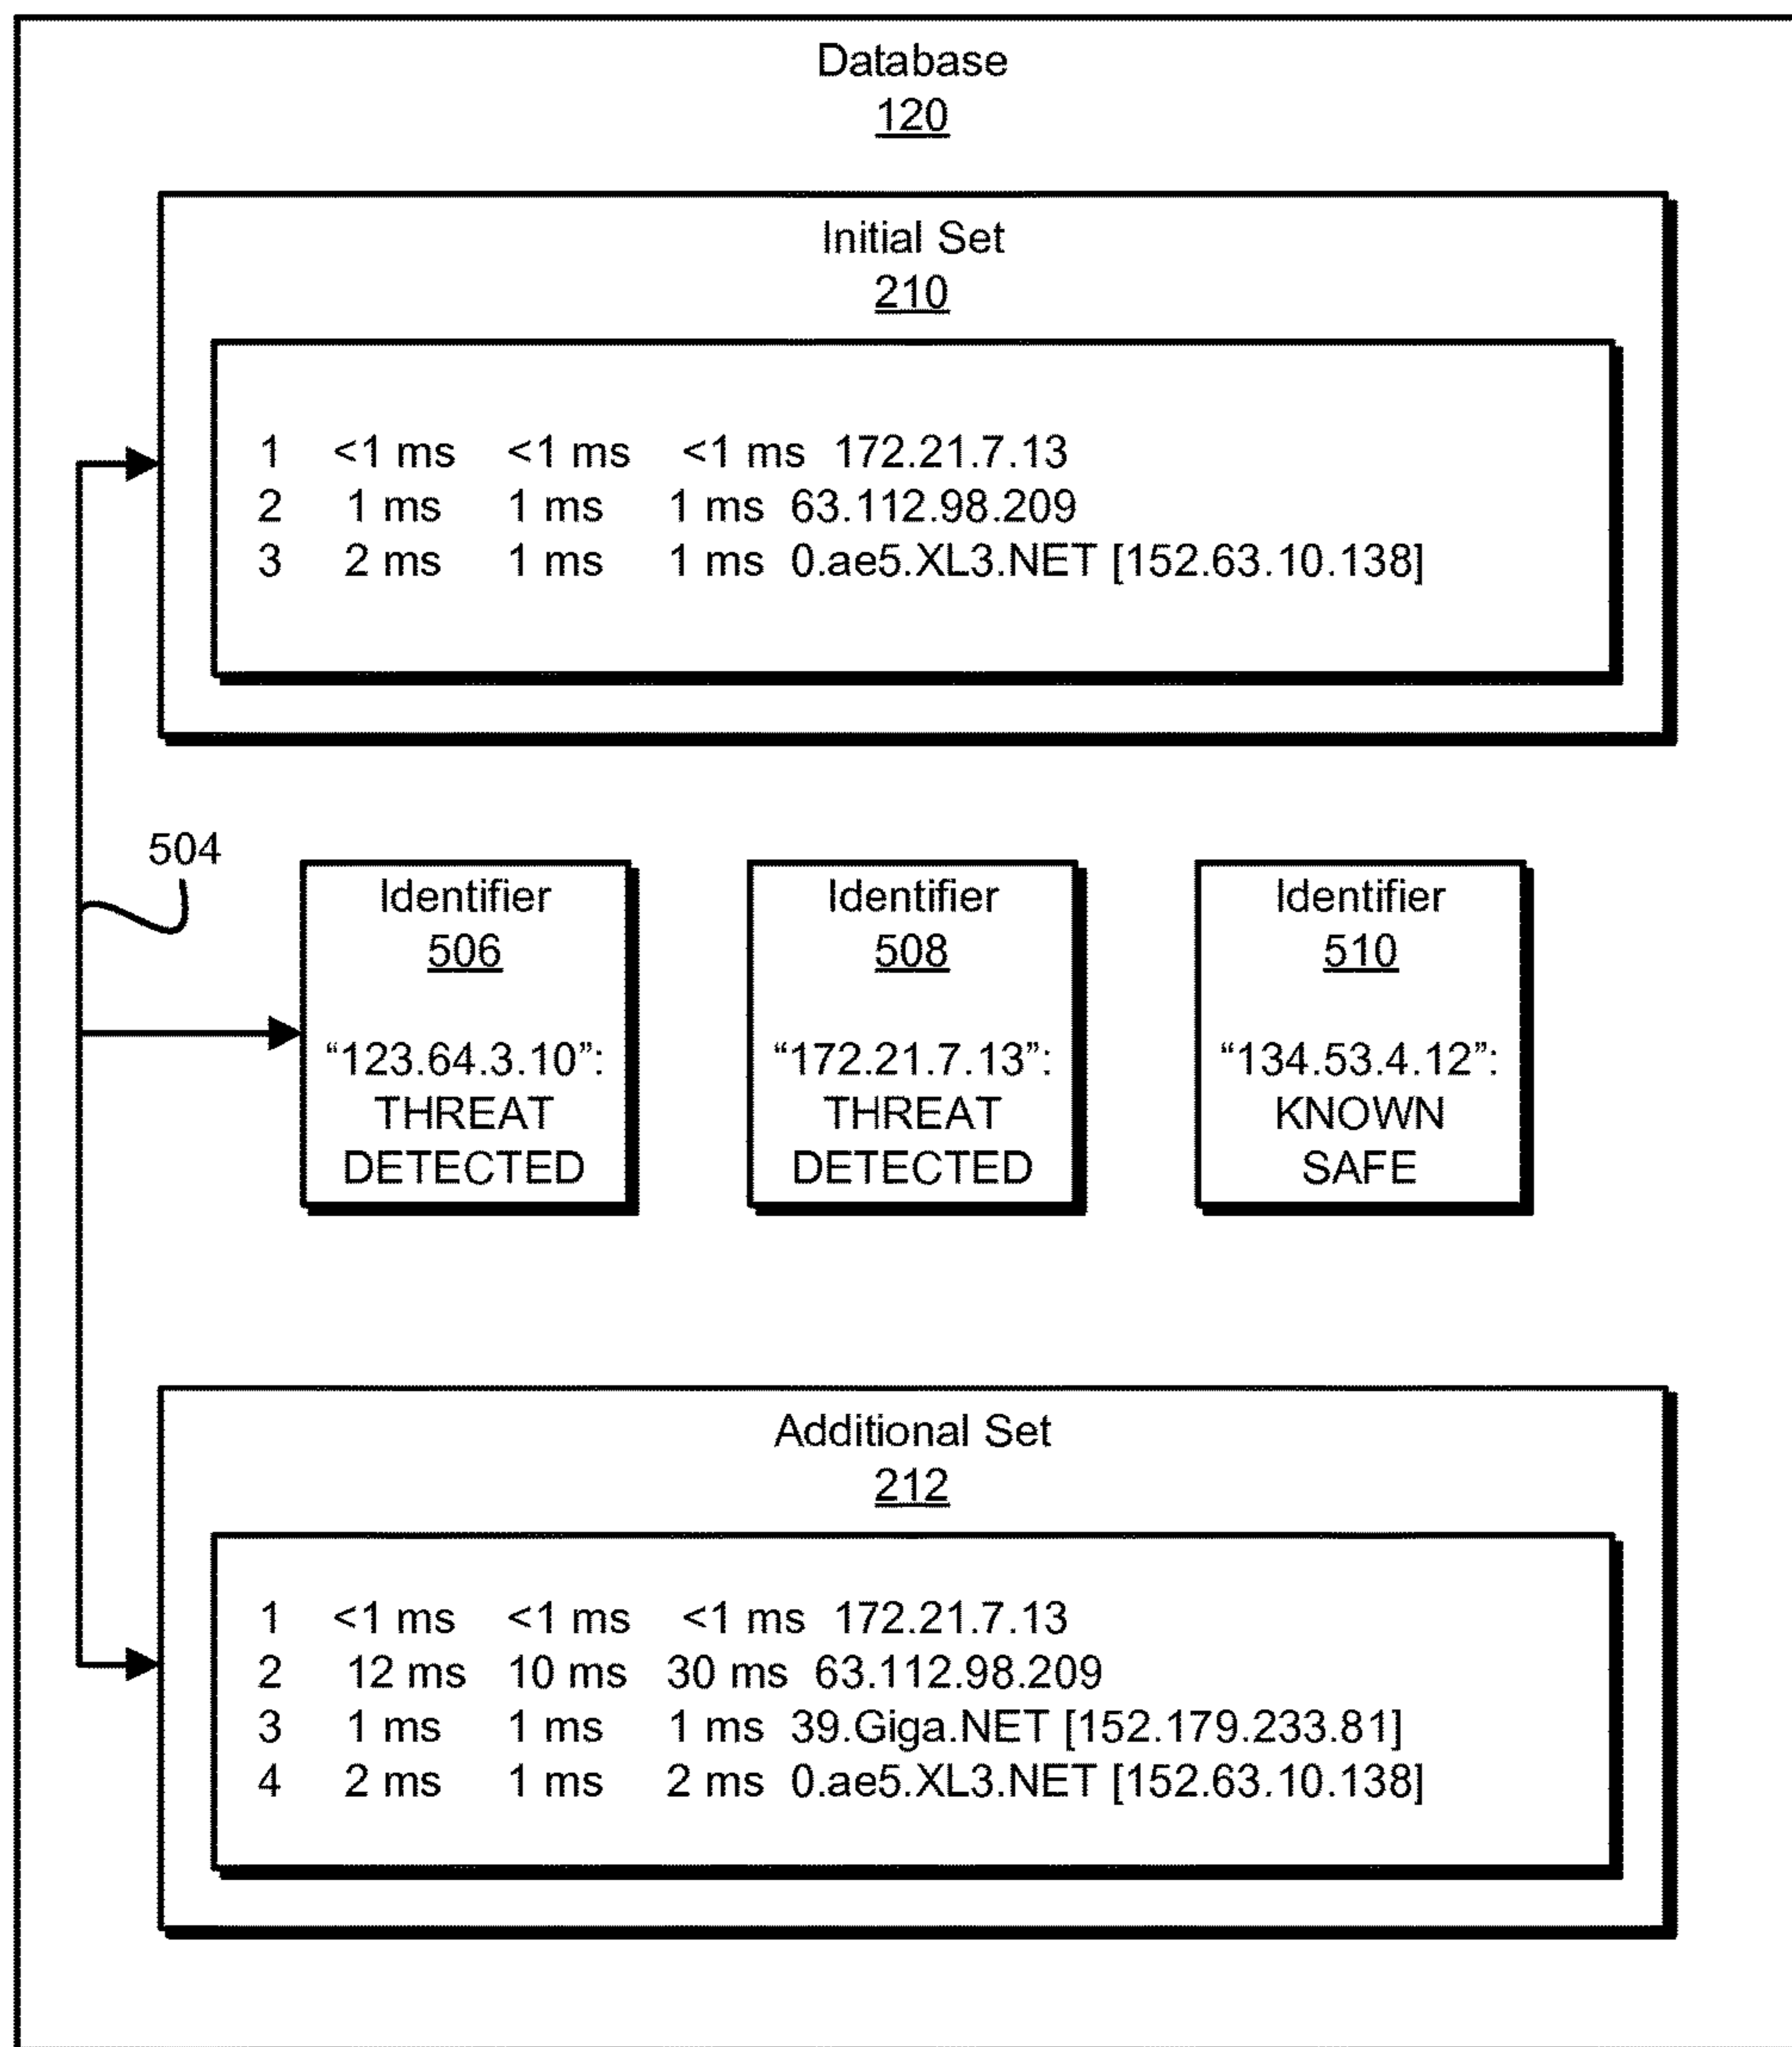 Database
120
Initial Set
210
1 <1 ms <1 ms <1 ms 172.21.7.13
2 1 ms 1 ms 1 ms 63.112.98.209
3 2 ms 1 ms 1 ms 0.ae5.XL3.NET [152.63.10.138]
504
Identifier
506
“123.64.3.10”:
THREAT
DETECTED
Identifier
508
“172.21.7.13”:
THREAT
DETECTED
Identifier
510
“134.53.4.12”:
KNOWN
SAFE
Additional Set
212
1 <1 ms <1 ms <1 ms 172.21.7.13
2 12 ms 10 ms 30 ms 63.112.98.209
3 1 ms 1 ms 1 ms 39.Giga.NET [152.179.233.81]
4 2 ms 1 ms 2 ms 0.ae5.XL3.NET [152.63.10.138]